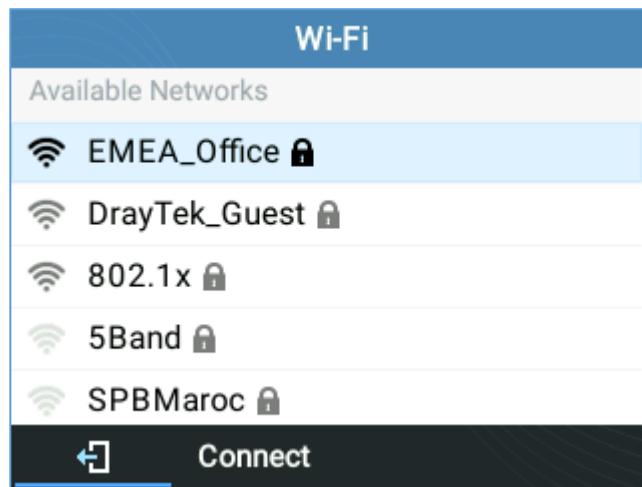 Wi-Fi
Available Networks
EMEA_Office
DrayTek_Guest
802.1x
5Band
SPBMaroc
Connect